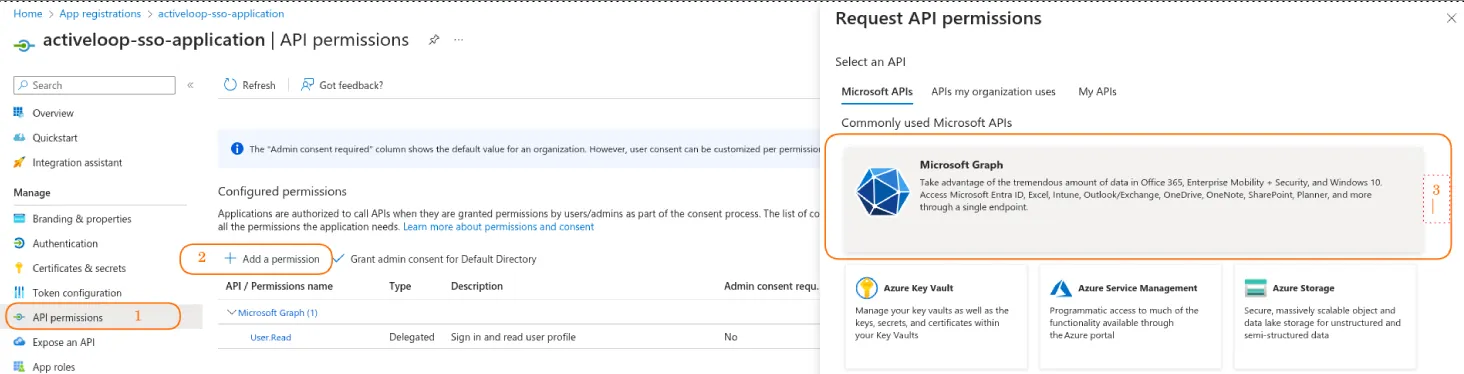 Home > App registrations > activeloop-sso-application
activeloop-sso-application | API permissions
Search
Overview
Quickstart
Integration assistant
Manage
Branding & properties
Authentication
Certificates & secrets
Token configuration
API permissions 1
Expose an API
App roles
Refresh
Got feedback?
The "Admin consent required" column shows the default value for an organization. However, user consent can be customized per permission
Configured permissions
Applications are authorized to call APIs when they are granted permissions by users/admins as part of the consent process. The list of co
all the permissions the application needs. Learn more about permissions and consent
2 + Add a permission ✓ Grant admin consent for Default Directory
API / Permissions name Type Description Admin consent requ.
Microsoft Graph (1)
User.Read Delegated Sign in and read user profile No
Request API permissions
Select an API
Microsoft APIs APIs my organization uses My APIs
Commonly used Microsoft APIs
Microsoft Graph
Take advantage of the tremendous amount of data in Office 365, Enterprise Mobility + Security, and Windows 10.
Access Microsoft Entra ID, Excel, Intune, Outlook/Exchange, OneDrive, OneNote, SharePoint, Planner, and more
through a single endpoint.
3
Azure Key Vault
Manage your key vaults as well as the
keys, secrets, and certificates within
your Key Vaults
Azure Service Management
Programmatic access to much of the
functionality available through
the Azure portal
Azure Storage
Secure, massively scalable object and
data lake storage for unstructured and
semi-structured data